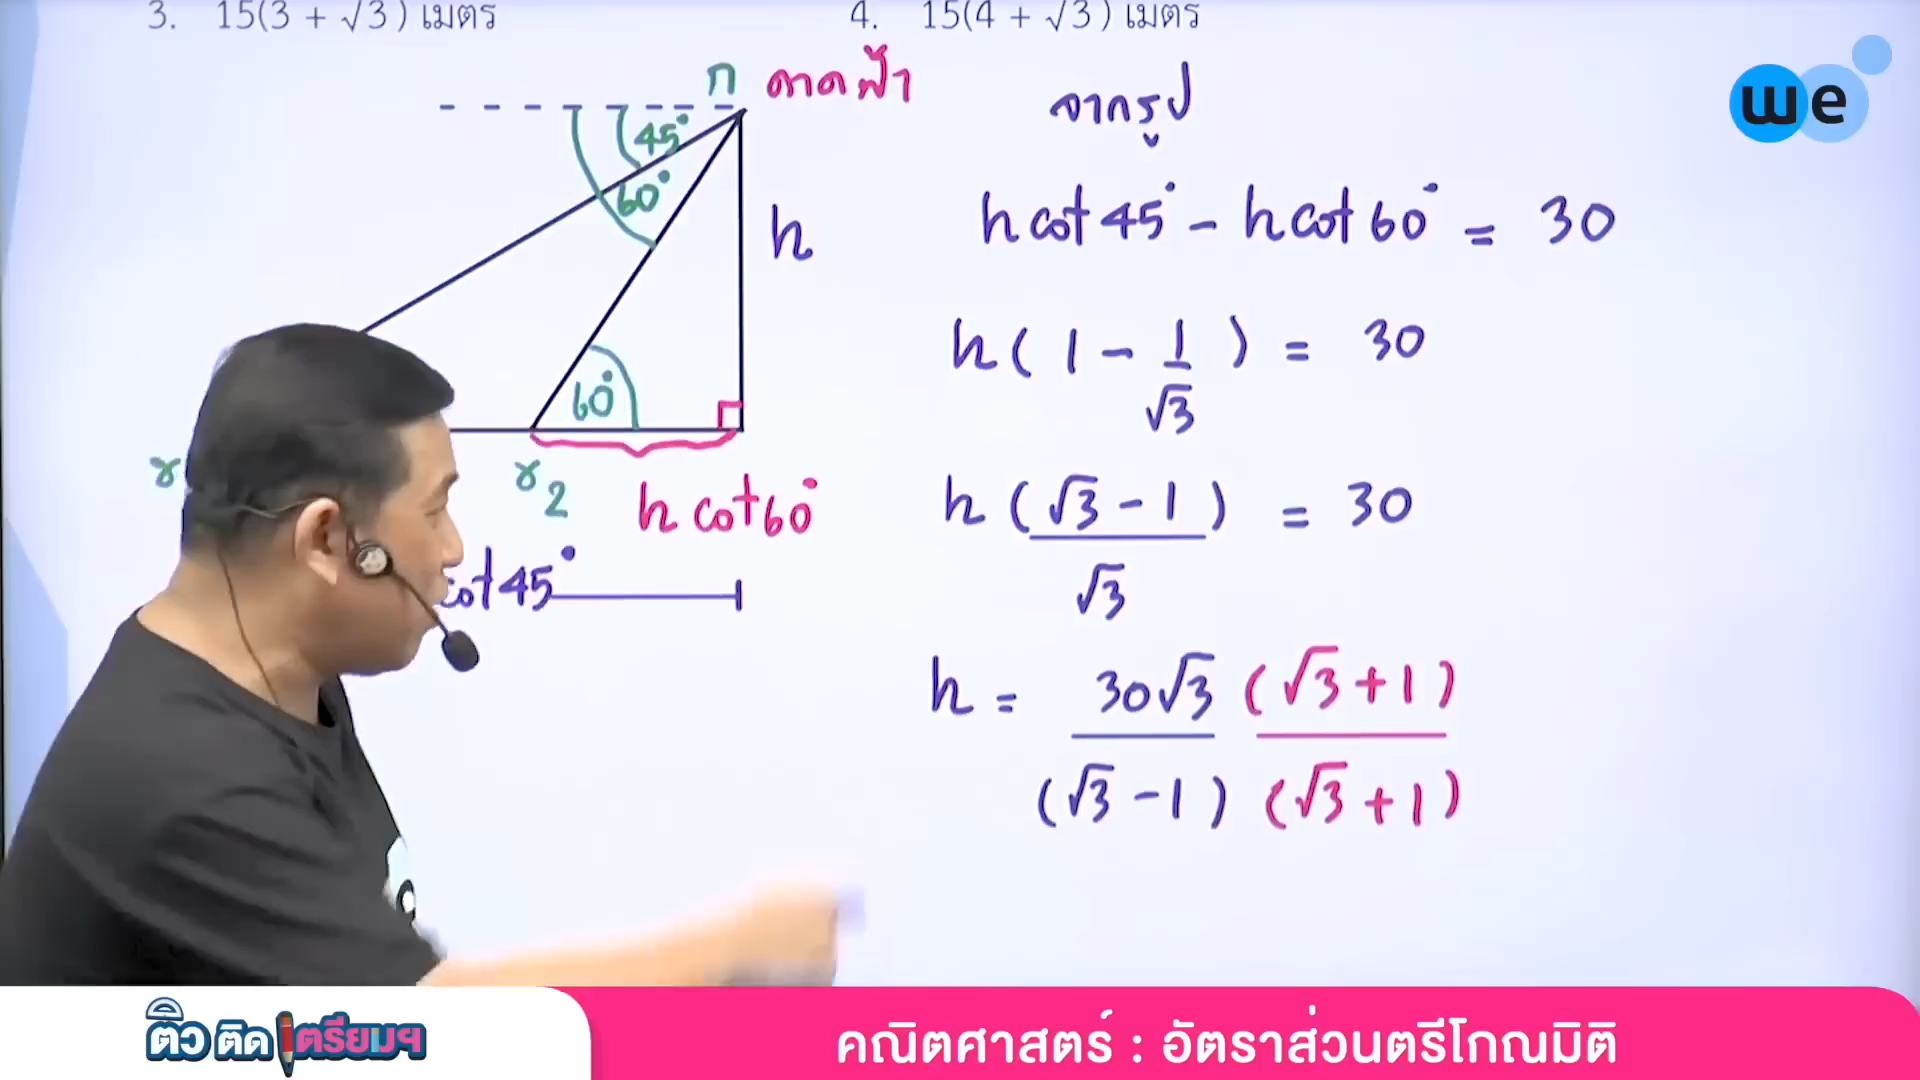 3. 15(3 + √3) เมตร
4. 15(4 + √3) เมตร
ก ดาดฟ้า
45°
60°
h
60°
ร
ร2
h cot60°
cot45°
จากรูป
h cot 45° - h cot 60° = 30
h(1 - 1/√3) = 30
h(√3 - 1)/√3 = 30
h = 30√3 (√3 + 1)
(√3 - 1) (√3 + 1)
we
ติว ติด เตรียมฯ
คณิตศาสตร์ : อัตราส่วนตรีโกณมิติ